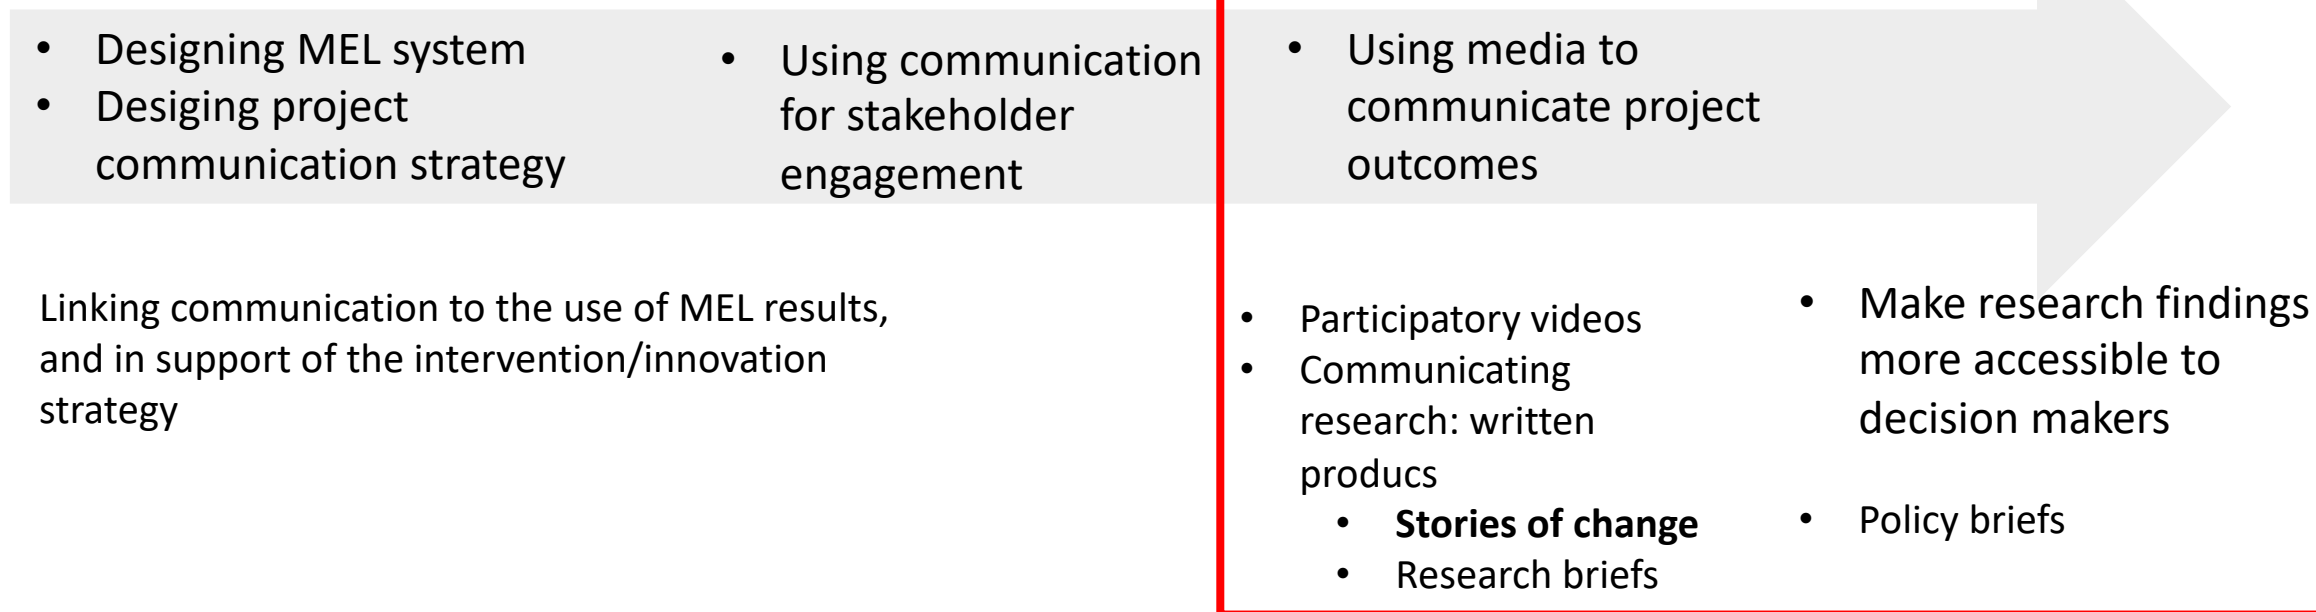 • Designing MEL system
• Desiging project
communication strategy
• Using communication
for stakeholder
engagement
• Using media to
communicate project
outcomes
Linking communication to the use of MEL results,
and in support of the intervention/innovation
strategy
• Participatory videos
• Communicating
research: written
producs
• Stories of change
• Research briefs
• Make research findings
more accessible to
decision makers
• Policy briefs